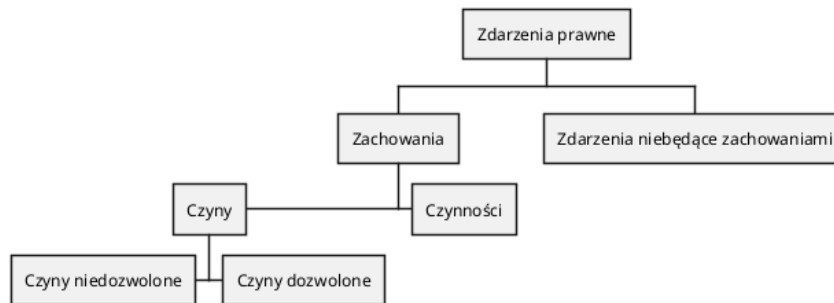 Zdarzenia prawne
Zachowania
Zdarzenia niebędące zachowaniami
Czyny
Czynności
Czyny niedozwolone
Czyny dozwolone